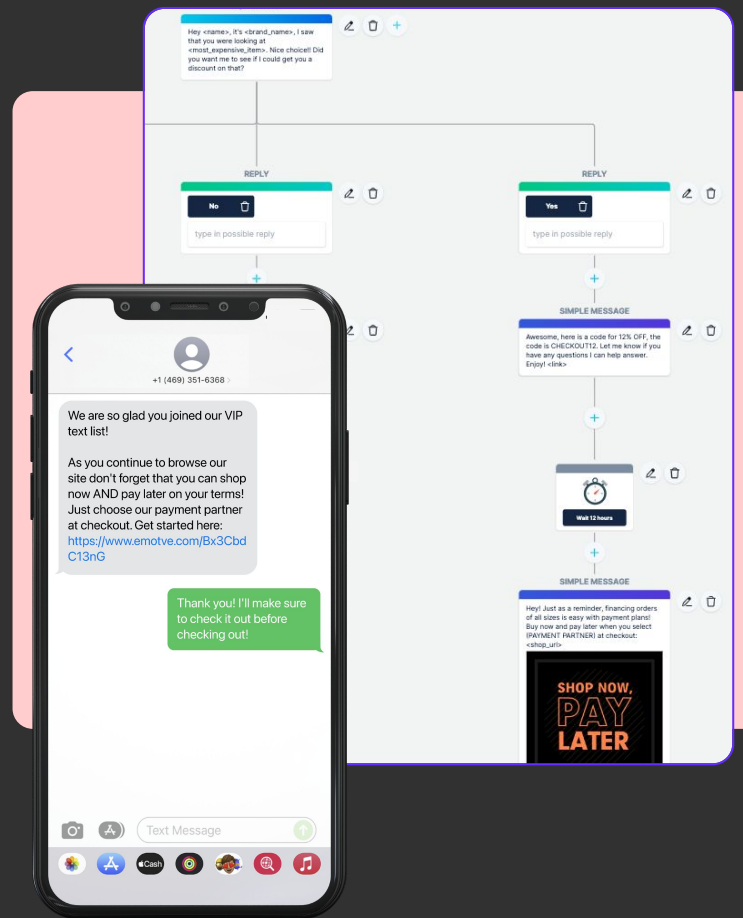 Hey <name>, it's <brand_name>, I saw
that you were looking at
<most_expensive_item>. Nice choice!! Did
you want me to see if I could get you a
discount on that?
REPLY
No
type in possible reply
REPLY
Yes
type in possible reply
SIMPLE MESSAGE
Awesome, here is a code for 12% OFF, the
code is CHECKOUT12. Let me know if you
have any questions I can help answer.
Enjoy! <link>
Wait 12 hours
SIMPLE MESSAGE
Hey! Just as a reminder, financing orders
of all sizes is easy with payment plans!
Buy now and pay later when you select
(PAYMENT PARTNER) at checkout:
<shop_url>
SHOP NOW,
PAY
LATER
+1 (469) 351-6368
We are so glad you joined our VIP
text list!
As you continue to browse our
site don't forget that you can shop
now AND pay later on your terms!
Just choose our payment partner
at checkout. Get started here:
https://www.emotve.com/Bx3Cbd
C13nG
Thank you! I'll make sure
to check it out before
checking out!
Text Message
Cash